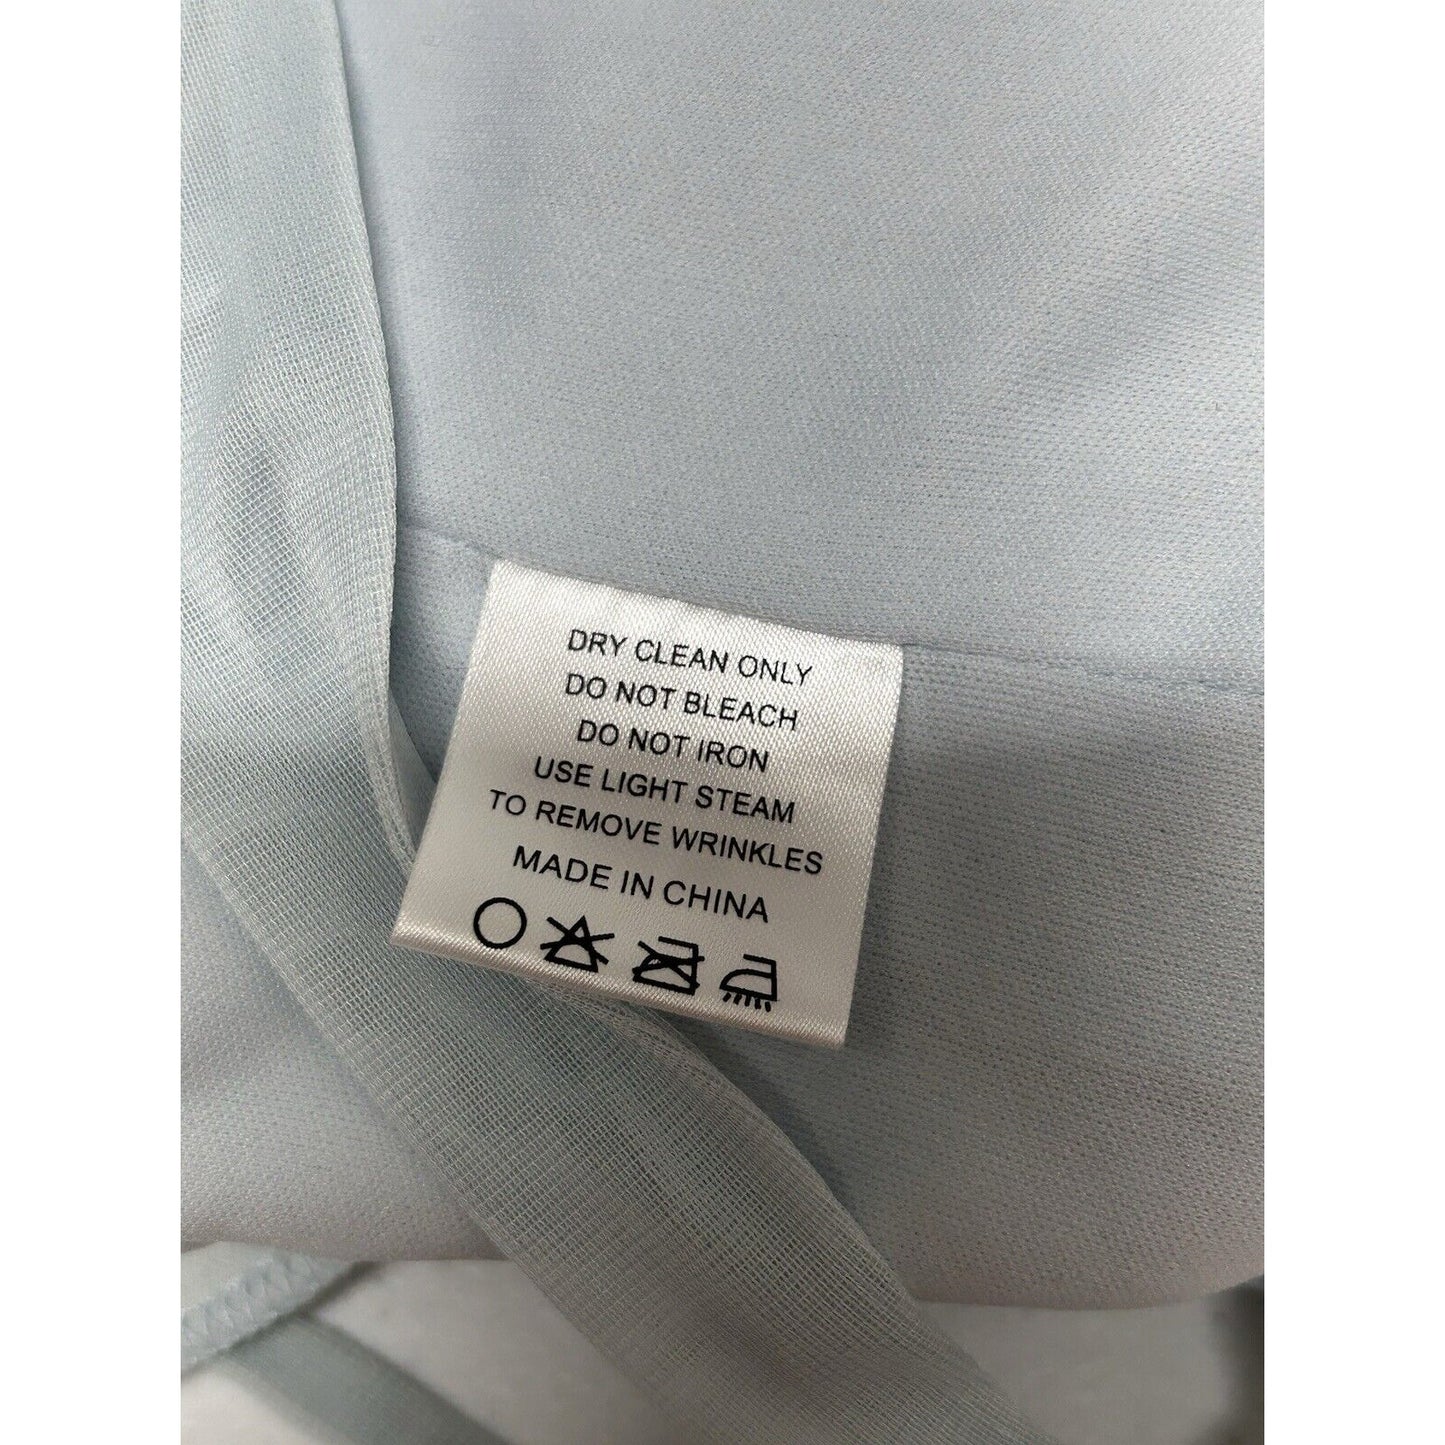 DRY CLEAN ONLY
DO NOT BLEACH
DO NOT IRON
USE LIGHT STEAM
TO REMOVE WRINKLES
MADE IN CHINA